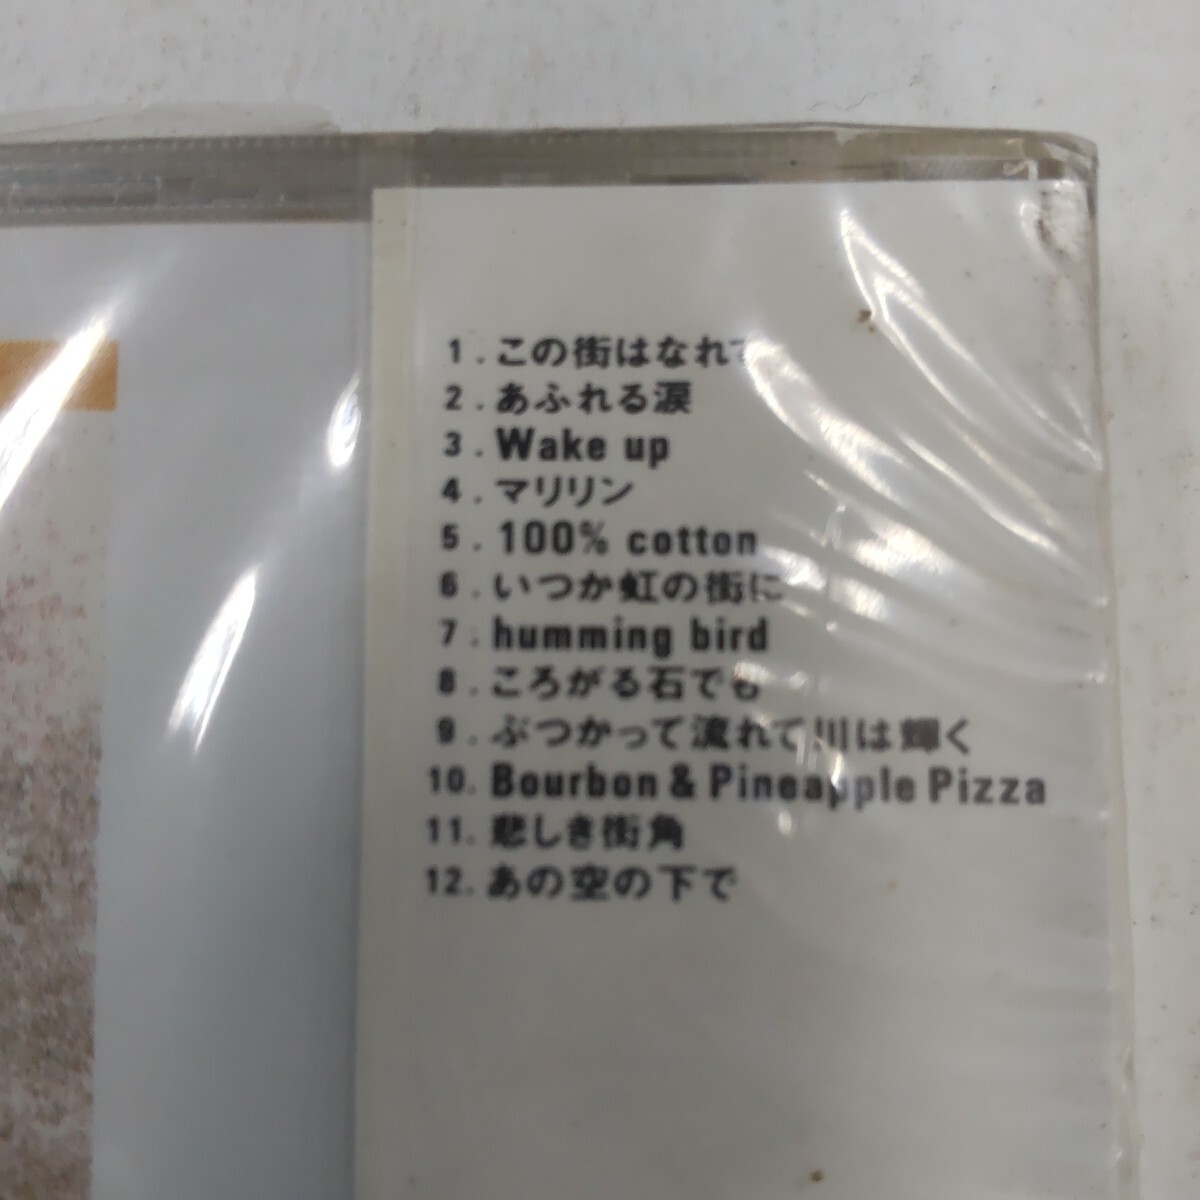 1. この街はなれて
2. あふれる涙
3. Wake up
4. マリリン
5. 100% cotton
6. いつか虹の街に
7. humming bird
8. ころがる石でも
9. ぶつかって流れて川は輝く
10. Bourbon & Pineapple Pizza
11. 悲しき街角
12. あの空の下で